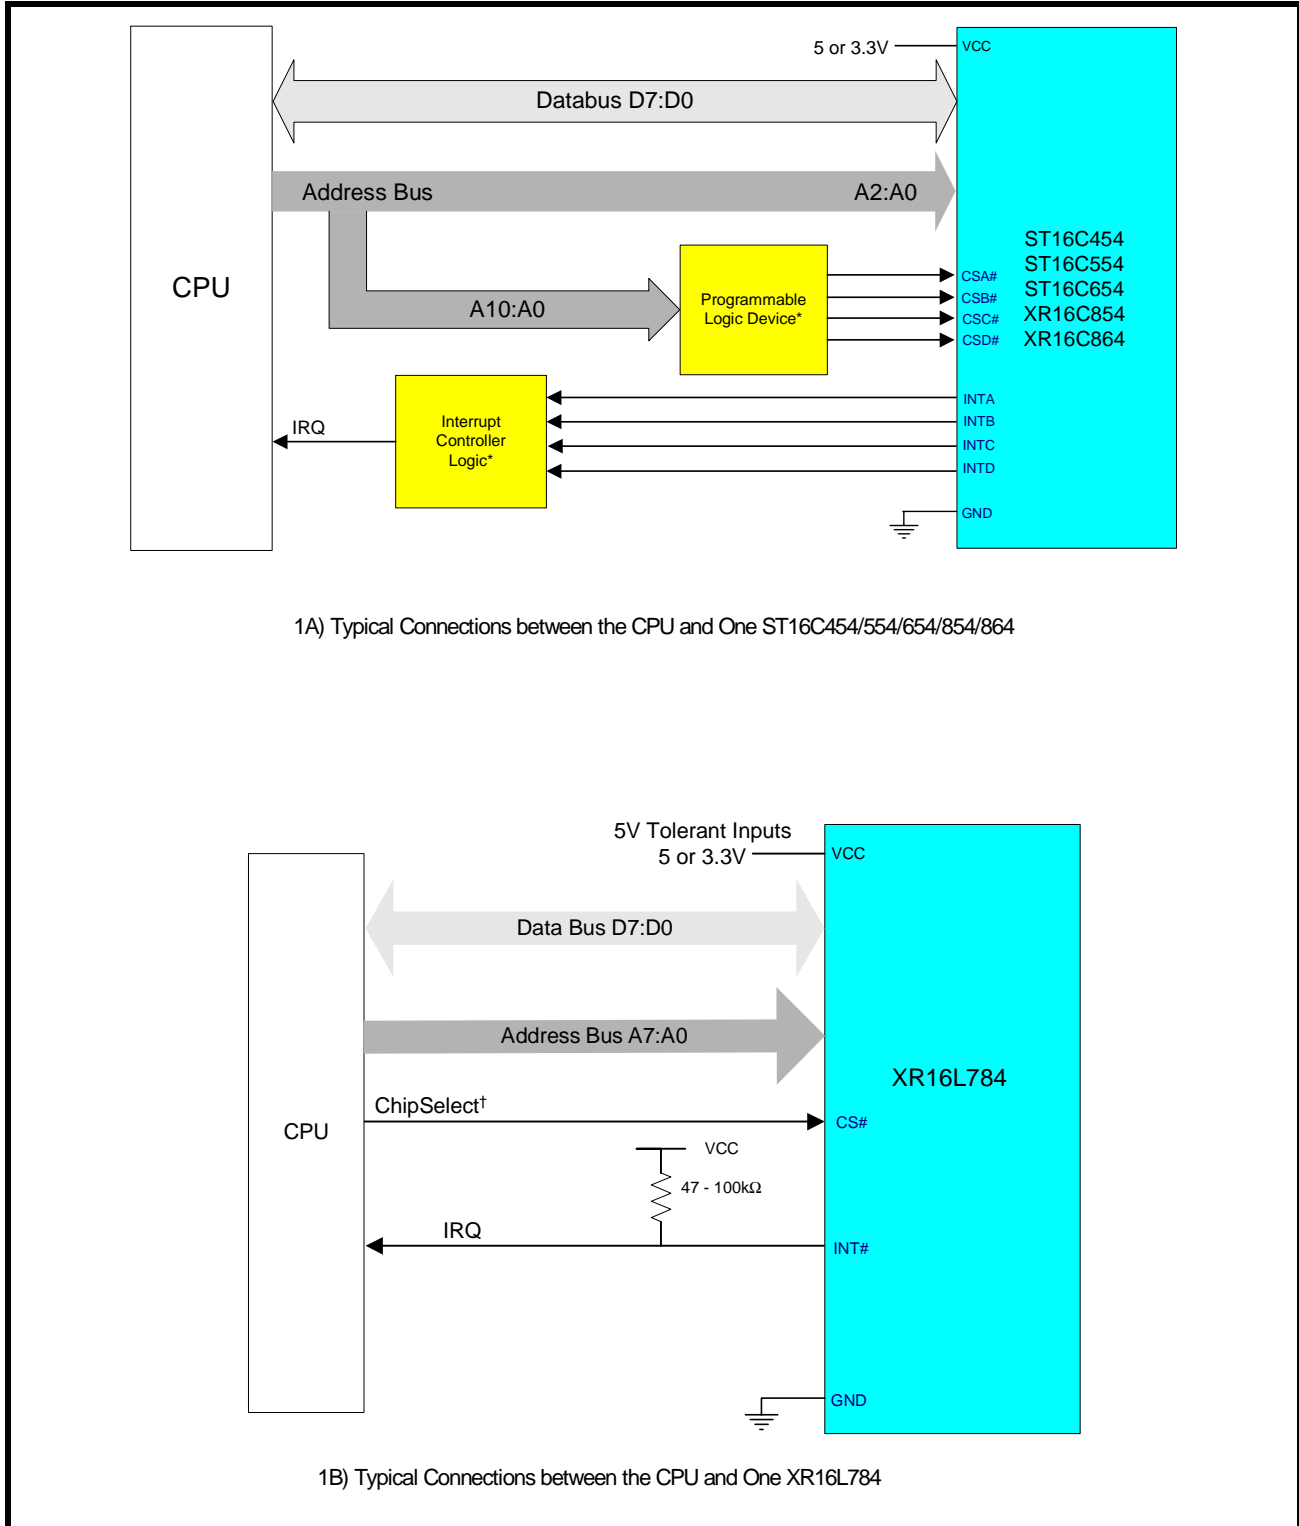 5 or 3.3V
VCC
Databus D7:D0
Address Bus
A2:A0
CPU
A10:A0
Programmable
Logic Device*
CSA#
CSB#
CSC#
CSD#
ST16C454
ST16C554
ST16C654
XR16C854
XR16C864
IRQ
Interrupt
Controller
Logic*
INTA
INTB
INTC
INTD
GND
1A) Typical Connections between the CPU and One ST16C454/554/654/854/864
5V Tolerant Inputs
5 or 3.3V
VCC
Data Bus D7:D0
Address Bus A7:A0
XR16L784
ChipSelect†
CS#
CPU
VCC
47 - 100kΩ
IRQ
INT#
GND
1B) Typical Connections between the CPU and One XR16L784